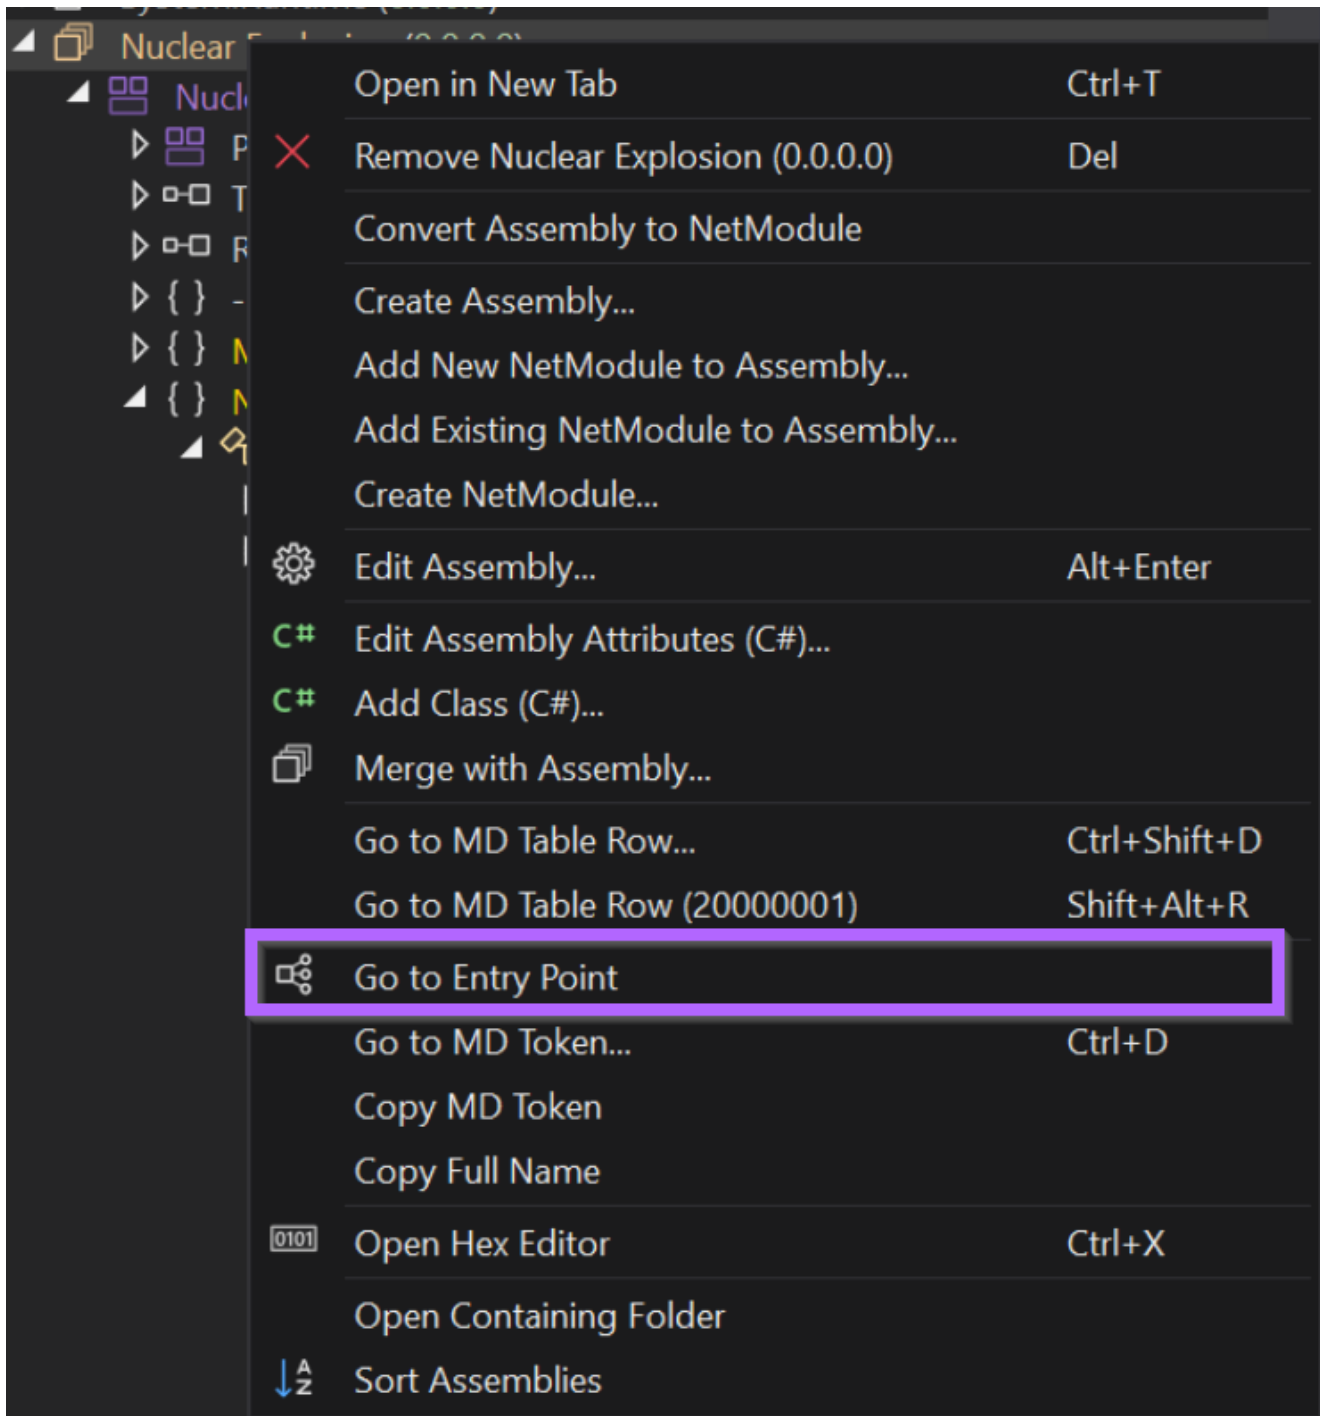 Nuclear
Nucl
Open in New Tab Ctrl+T
P
Remove Nuclear Explosion (0.0.0.0) Del
T
Convert Assembly to NetModule
R
{ } -
Create Assembly...
{ }
Add New NetModule to Assembly...
{ }
Add Existing NetModule to Assembly...
Create NetModule...
Edit Assembly... Alt+Enter
C# Edit Assembly Attributes (C#)...
C# Add Class (C#)...
Merge with Assembly...
Go to MD Table Row... Ctrl+Shift+D
Go to MD Table Row (20000001) Shift+Alt+R
Go to Entry Point
Go to MD Token... Ctrl+D
Copy MD Token
Copy Full Name
0101 Open Hex Editor Ctrl+X
Open Containing Folder
AZ Sort Assemblies